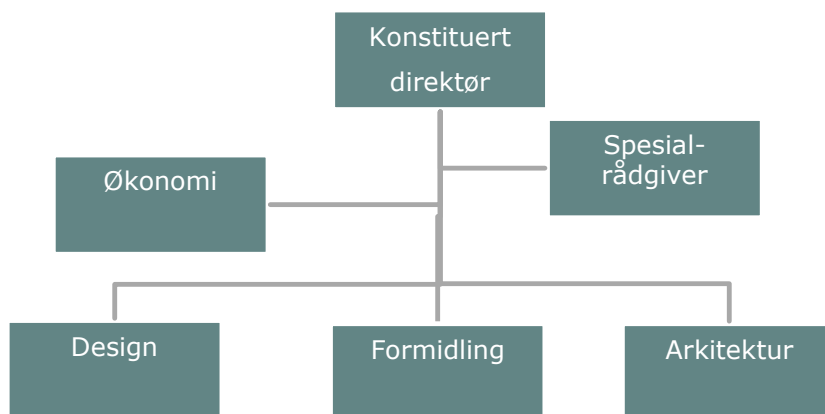 Konstituert
direktør
Spesial-
rådgiver
Økonomi
Design
Formidling
Arkitektur